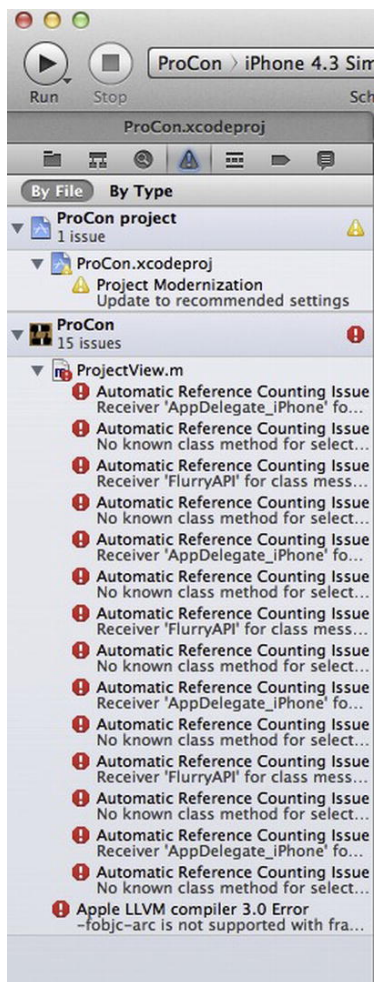 ProCon 〉 iPhone 4.3 Sim
Run
Stop
Sch
ProCon.xcodeproj
By File
By Type
ProCon project
1 issue
ProCon.xcodeproj
Project Modernization
Update to recommended settings
ProCon
15 issues
ProjectView.m
Automatic Reference Counting Issue
Receiver 'AppDelegate_iPhone' fo...
Automatic Reference Counting Issue
No known class method for select...
Automatic Reference Counting Issue
Receiver 'FlurryAPI' for class mess...
Automatic Reference Counting Issue
No known class method for select...
Automatic Reference Counting Issue
Receiver 'AppDelegate_iPhone' fo...
Automatic Reference Counting Issue
No known class method for select...
Automatic Reference Counting Issue
Receiver 'FlurryAPI' for class mess...
Automatic Reference Counting Issue
No known class method for select...
Automatic Reference Counting Issue
Receiver 'AppDelegate_iPhone' fo...
Automatic Reference Counting Issue
No known class method for select...
Automatic Reference Counting Issue
Receiver 'FlurryAPI' for class mess...
Automatic Reference Counting Issue
No known class method for select...
Automatic Reference Counting Issue
Receiver 'AppDelegate_iPhone' fo...
Automatic Reference Counting Issue
No known class method for select...
Apple LLVM compiler 3.0 Error
-fobjc-arc is not supported with fra...